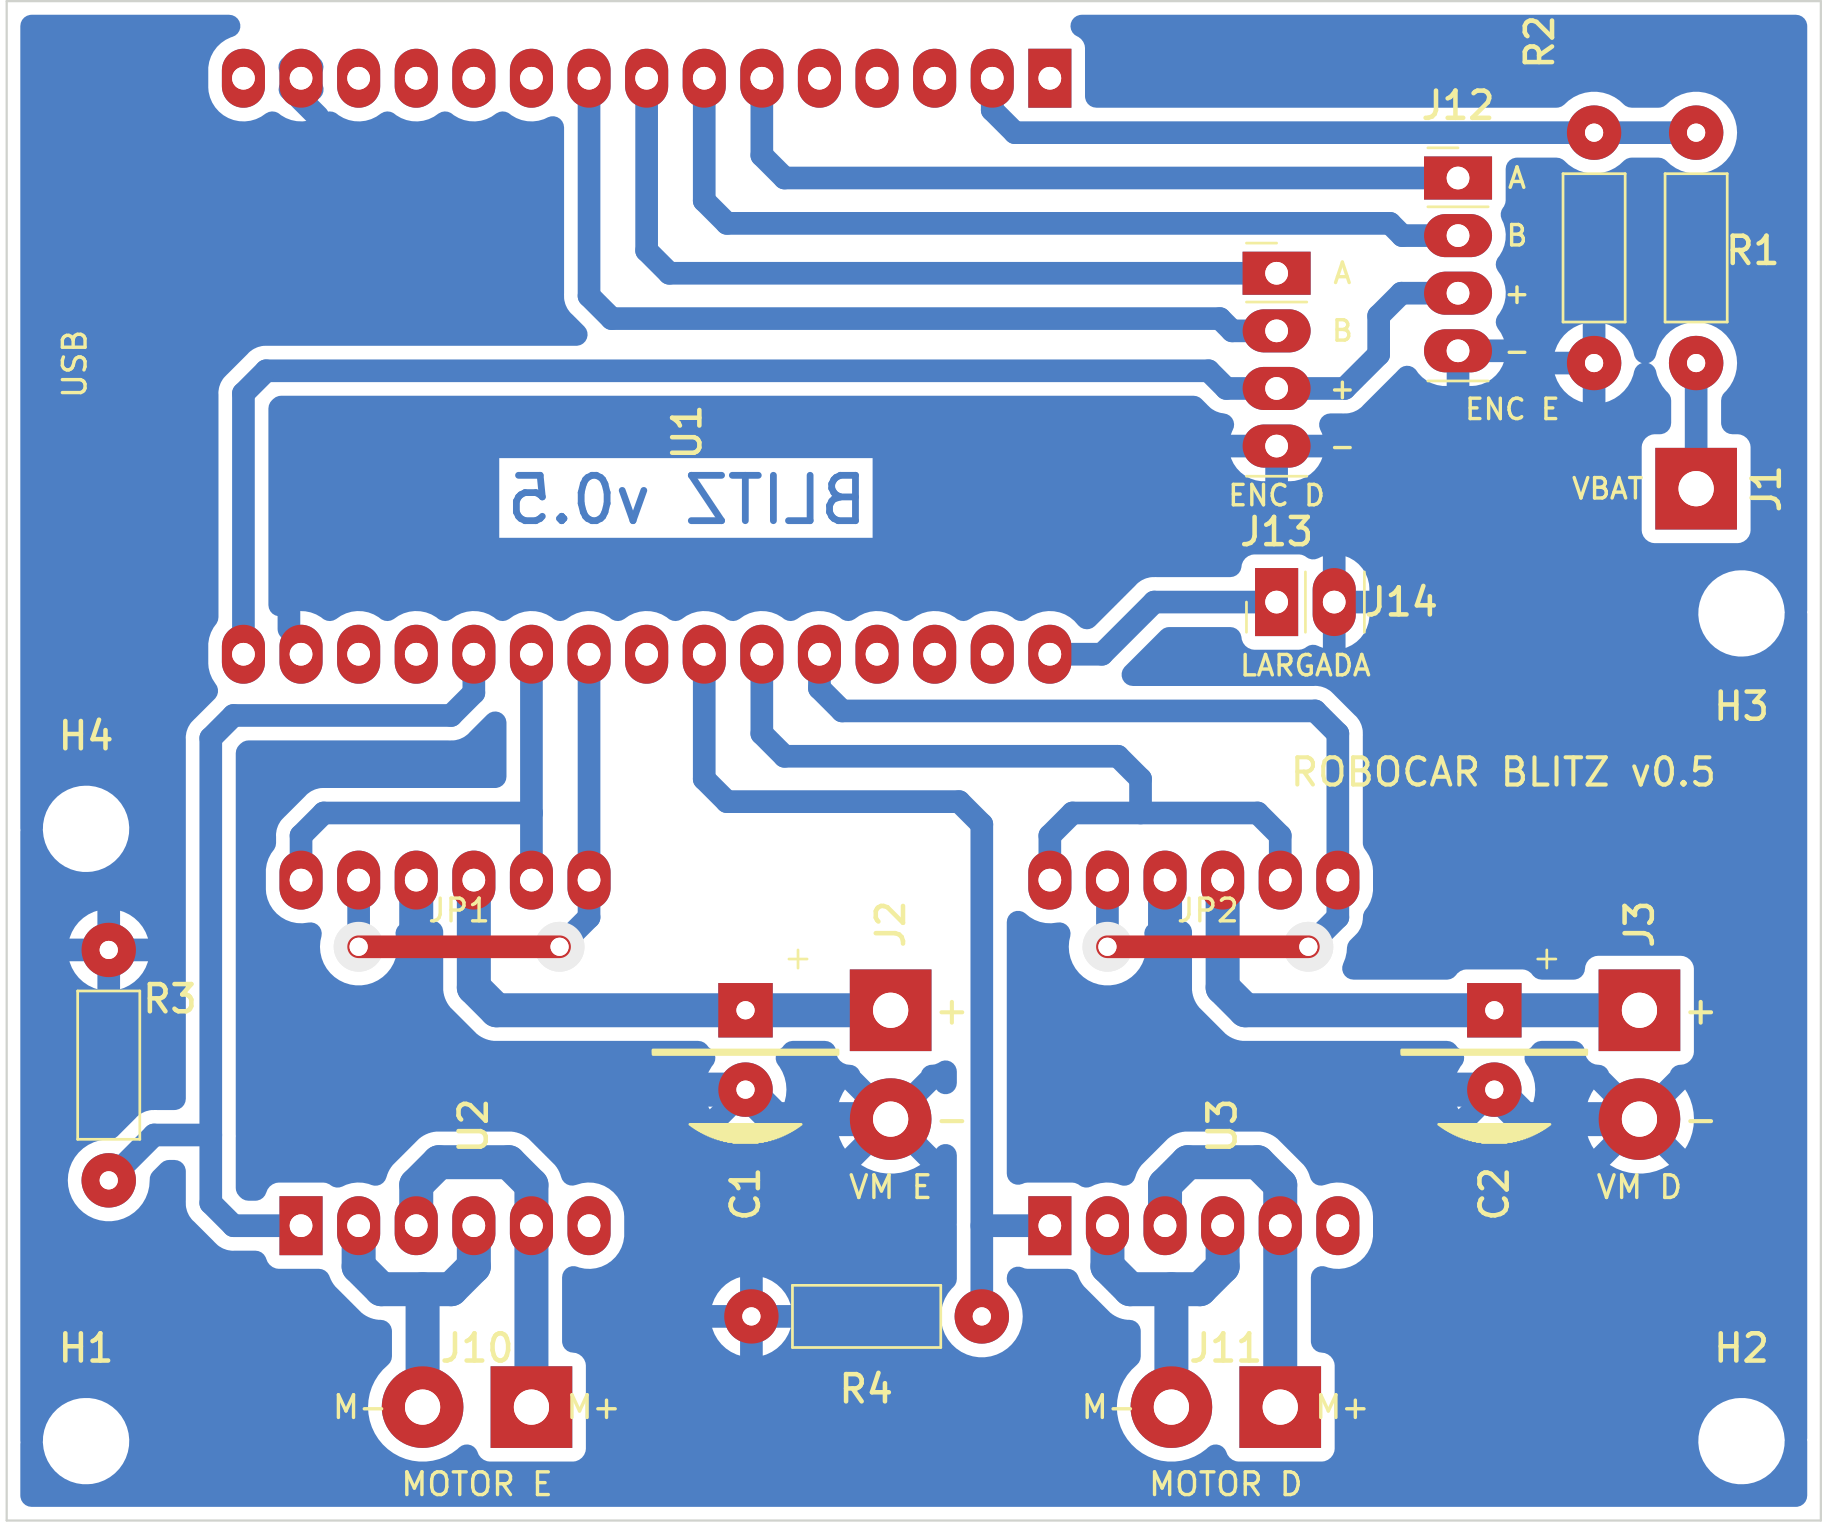 R2
J12
A
B
+
-
R1
A
B
+
-
ENC E
USB
U1
BLITZ v0.5
ENC D
J13
VBAT
J1
J14
LARGADA
H3
H4
ROBOCAR BLITZ v0.5
JP1
J2
JP2
J3
+
+
R3
+
+
U2
U3
-
-
C1
VM E
C2
VM D
H1
J10
J11
H2
R4
M-
M+
M-
M+
MOTOR E
MOTOR D